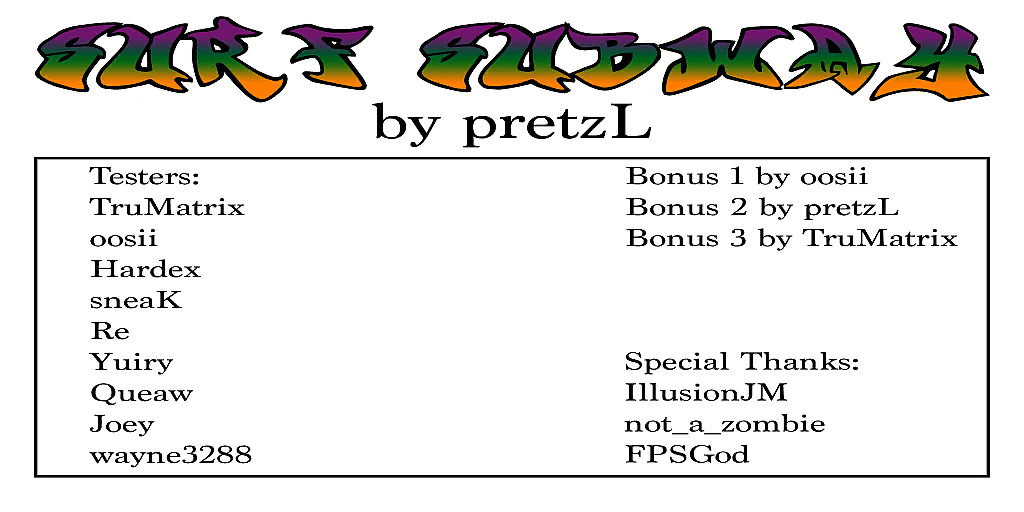 SURF SUBWAY
by pretzL
Testers:
TruMatrix
oosii
Hardex
sneaK
Re
Yuiry
Queaw
Joey
wayne3288
Bonus 1 by oosii
Bonus 2 by pretzL
Bonus 3 by TruMatrix
Special Thanks:
IllusionJM
not_a_zombie
FPSGod